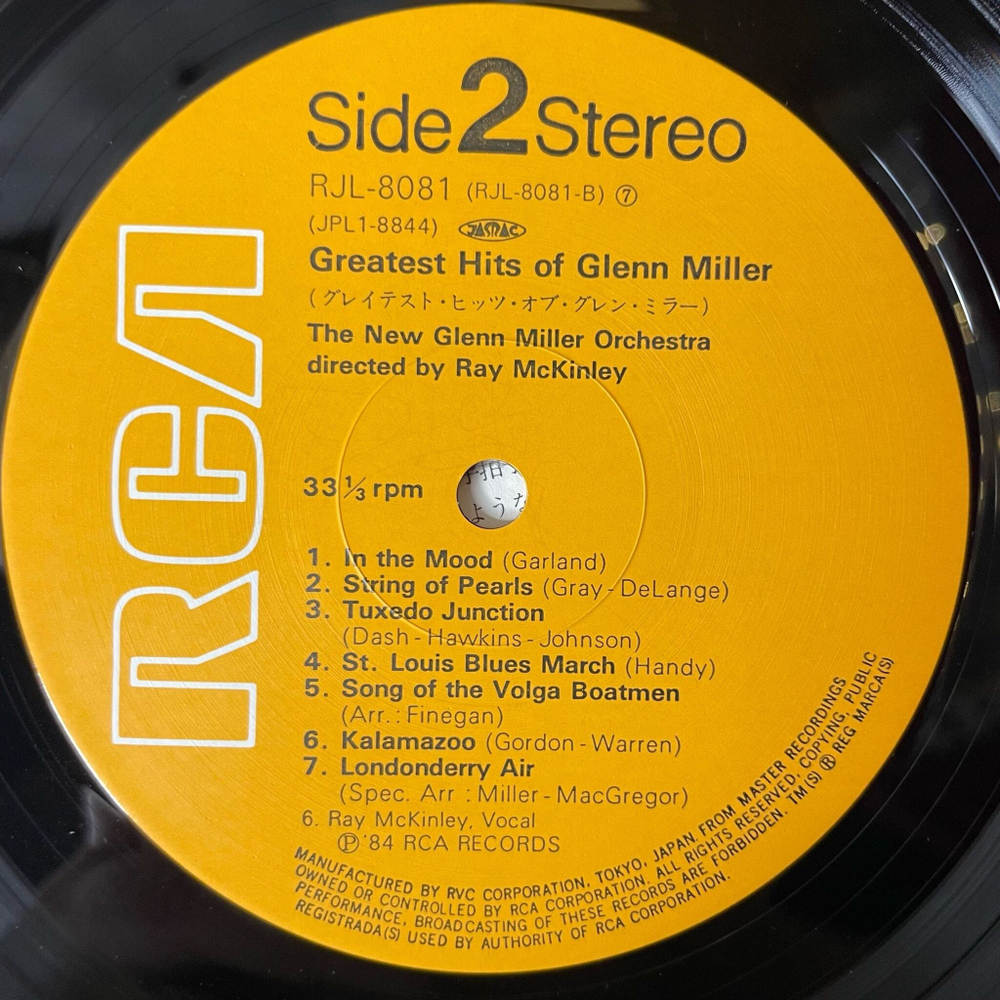 Side 2 Stereo
RJL-8081 (RJL-8081-B) ⑦
(JPL1-8844) JASRAC
Greatest Hits of Glenn Miller
(グレイテスト・ヒッツ・オブ・グレン・ミラー)
The New Glenn Miller Orchestra
directed by Ray McKinley
RCA
33 1/3 rpm
1. In the Mood (Garland)
2. String of Pearls (Gray-DeLange)
3. Tuxedo Junction
(Dash-Hawkins-Johnson)
4. St. Louis Blues March (Handy)
5. Song of the Volga Boatmen
(Arr.:Finegan)
6. Kalamazoo (Gordon-Warren)
7. Londonderry Air
(Spec. Arr :Miller-MacGregor)
6. Ray McKinley, Vocal
Ⓟ'84 RCA RECORDS
MANUFACTURED BY RVC CORPORATION, TOKYO, JAPAN. FROM MASTER RECORDINGS
OWNED OR CONTROLLED BY RCA CORPORATION. ALL RIGHTS RESERVED, COPYING, PUBLIC
PERFORMANCE, BROADCASTING OF THESE RECORDS ARE FORBIDDEN. TM(S) ® REG MARCA(S)
REGISTRADA(S) USED BY AUTHORITY OF RCA CORPORATION.